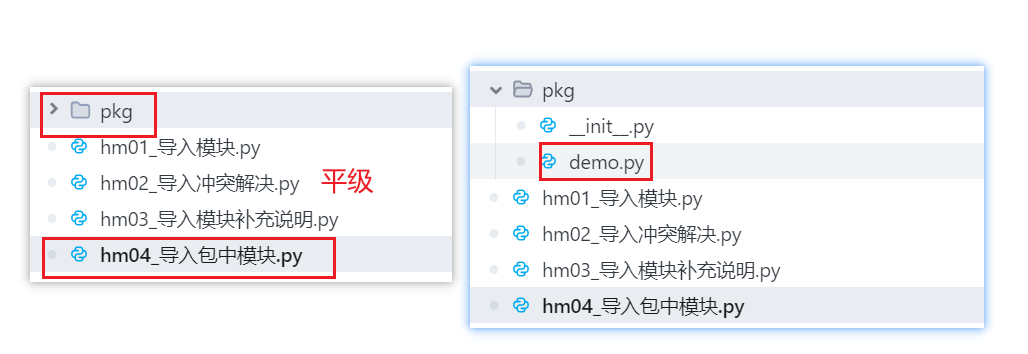 pkg
hm01_导入模块.py
hm02_导入冲突解决.py 平级
hm03_导入模块补充说明.py
hm04_导入包中模块.py
pkg
__init__.py
demo.py
hm01_导入模块.py
hm02_导入冲突解决.py
hm03_导入模块补充说明.py
hm04_导入包中模块.py